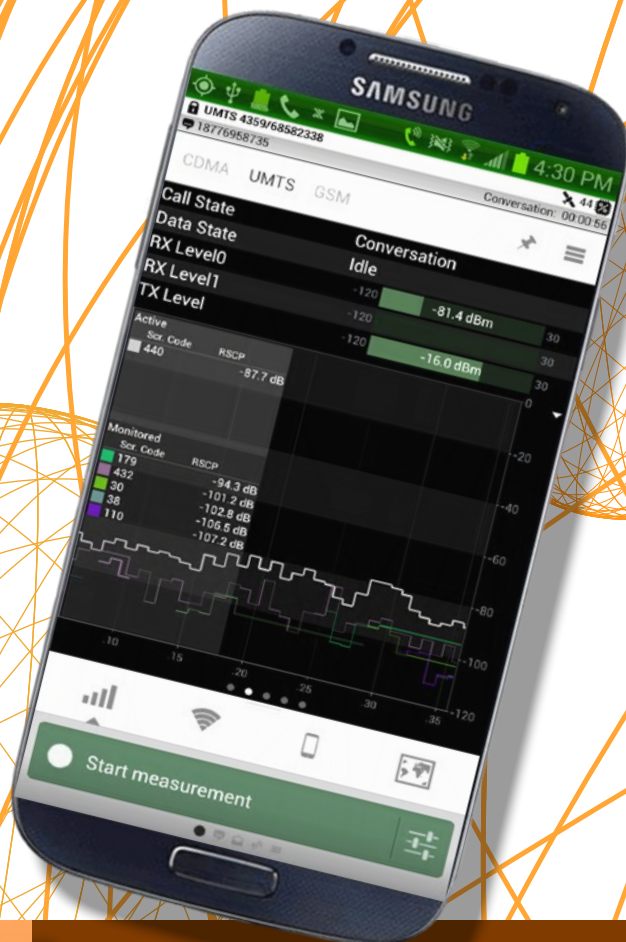 SAMSUNG
4:30 PM
UMTS 4359/68582338
44
18776958735
Conversation: 00:00:56
CDMA UMTS GSM
Call State Conversation
Data State Idle
RX Level0 -120 -81.4 dBm 30
RX Level1 -120 30
TX Level -120 -16.0 dBm 30
Active
Scr. Code RSCP
440 -87.7 dB
Monitored
Scr. Code RSCP
179 -94.3 dB
432 -101.2 dB
30 -102.8 dB
38 -106.5 dB
110 -107.2 dB
0
-20
-40
-60
-80
-100
-120
.10 .15 .20 .25 .30 .35
Start measurement